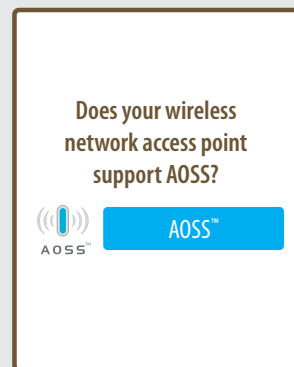 Does your wireless
network access point
support AOSS?
AOSS™
AOSS™